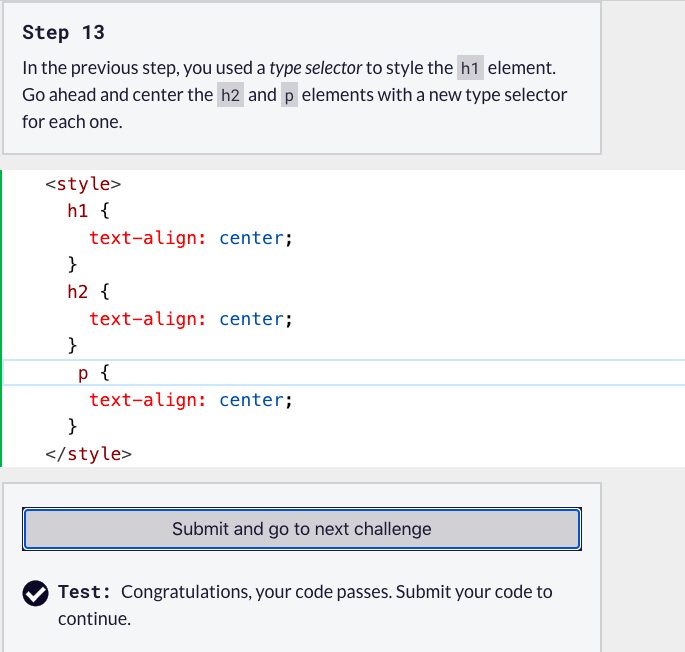 Step 13
In the previous step, you used a type selector to style the h1 element.
Go ahead and center the h2 and p elements with a new type selector
for each one.
<style>
h1 {
text-align: center;
}
h2 {
text-align: center;
}
p {
text-align: center;
}
</style>
Submit and go to next challenge
Test: Congratulations, your code passes. Submit your code to
continue.